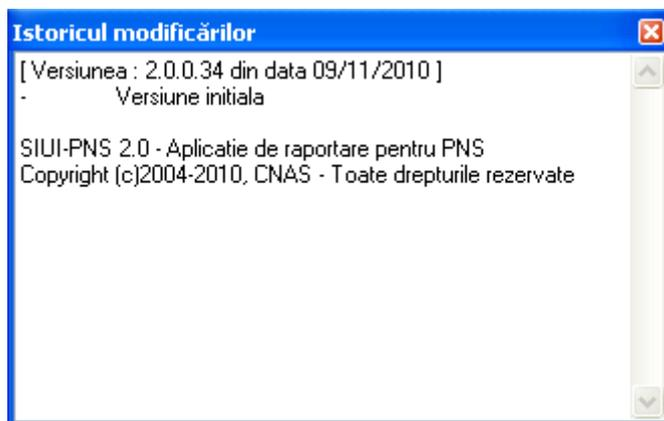 Istoricul modificărilor
[ Versiunea : 2.0.0.34 din data 09/11/2010 ]
- Versiune initiala
SIUI-PNS 2.0 - Aplicatie de raportare pentru PNS
Copyright (c)2004-2010, CNAS - Toate drepturile rezervate